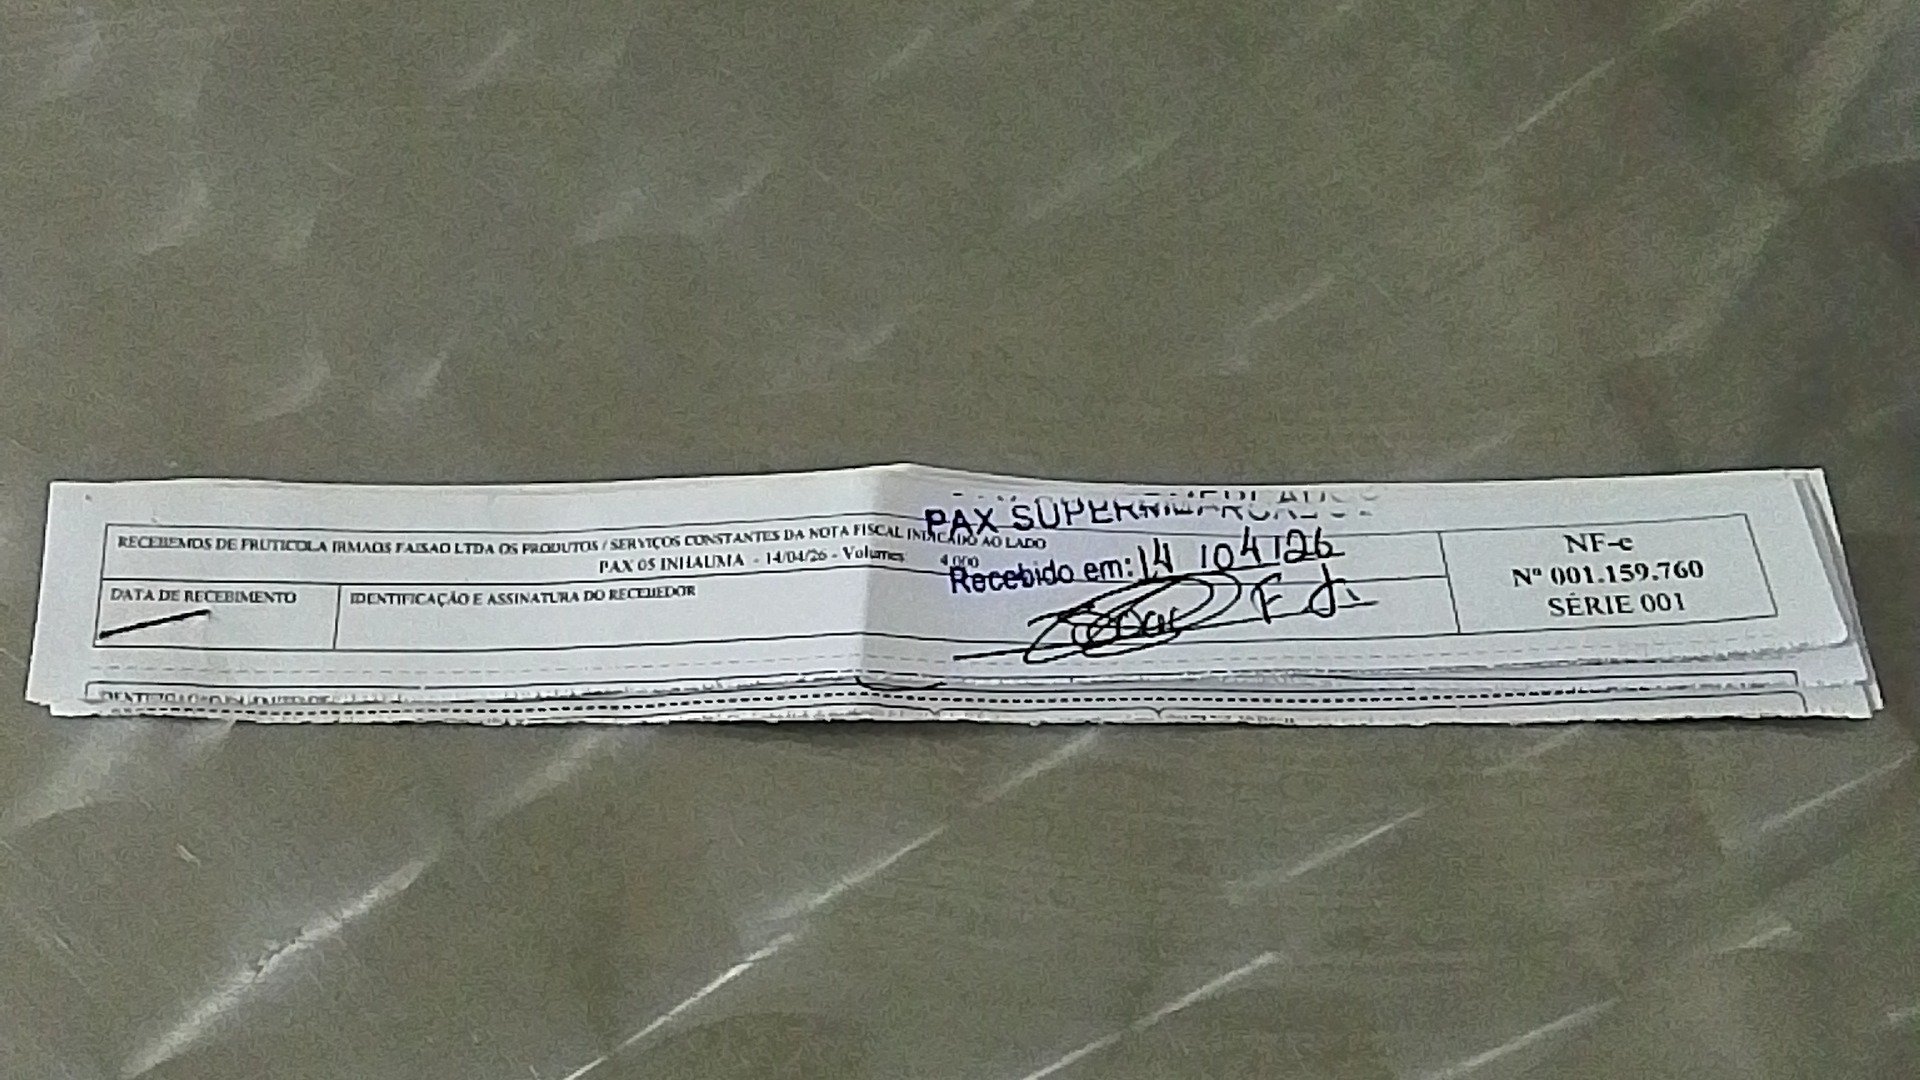 PAX SUPERMERCADOS
RECEBEMOS DE FRUTICOLA IRMAOS FAISAO LTDA OS PRODUTOS / SERVIÇOS CONSTANTES DA NOTA FISCAL INDICADO AO LADO
PAX 05 INHAUMA - 14/04/26 - Volumes 4,000
Recebido em: 14/04/26
DATA DE RECEBIMENTO
IDENTIFICAÇÃO E ASSINATURA DO RECEBEDOR
NF-e
Nº 001.159.760
SÉRIE 001